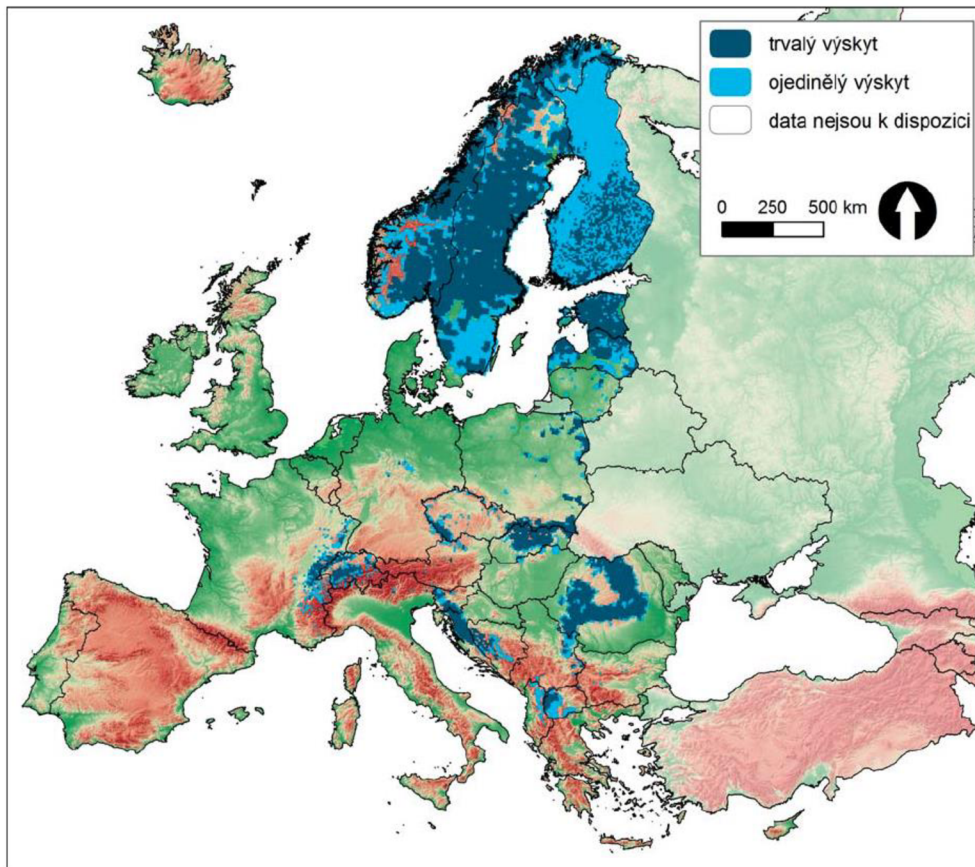 trvalý výskyt
ojedinělý výskyt
data nejsou k dispozici
0 250 500 km